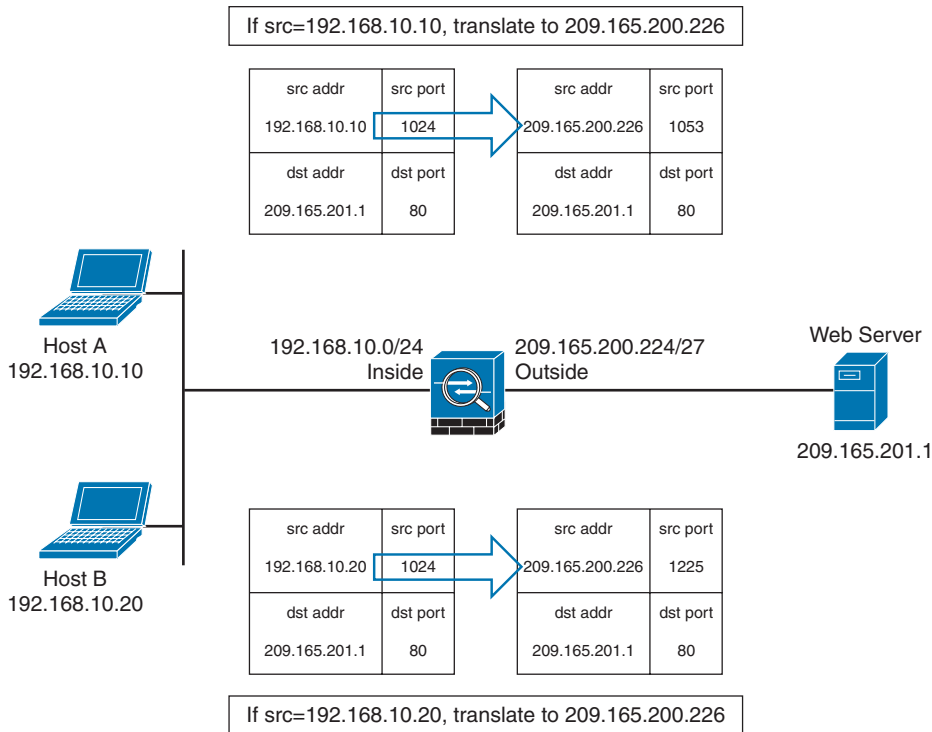 If src=192.168.10.10, translate to 209.165.200.226
src addr src port src addr src port
192.168.10.10 1024 209.165.200.226 1053
dst addr dst port dst addr dst port
209.165.201.1 80 209.165.201.1 80
Host A
192.168.10.10
192.168.10.0/24
Inside
209.165.200.224/27
Outside
Web Server
209.165.201.1
Host B
192.168.10.20
src addr src port src addr src port
192.168.10.20 1024 209.165.200.226 1225
dst addr dst port dst addr dst port
209.165.201.1 80 209.165.201.1 80
If src=192.168.10.20, translate to 209.165.200.226